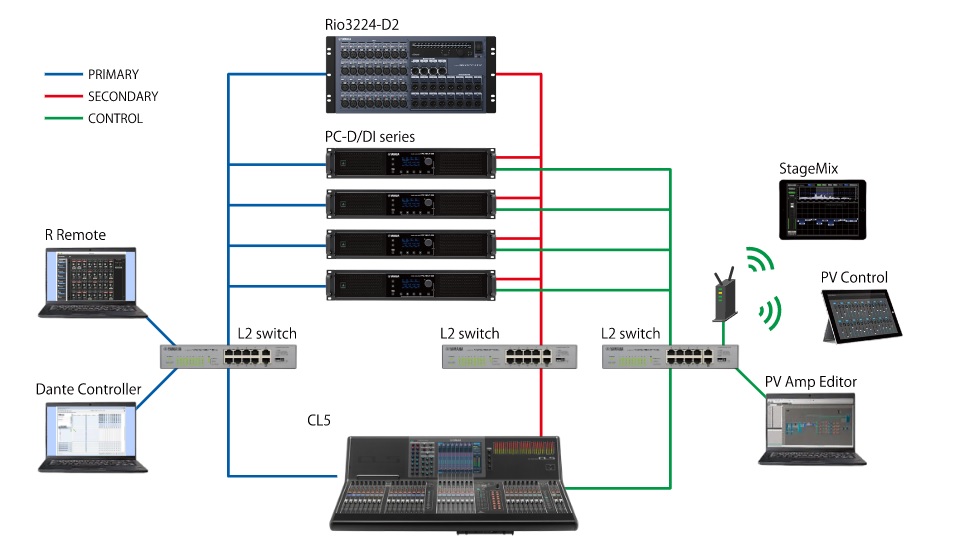 Rio3224-D2
PRIMARY
SECONDARY
CONTROL
PC-D/DI series
StageMix
R Remote
PV Control
L2 switch
L2 switch
L2 switch
Dante Controller
PV Amp Editor
CL5